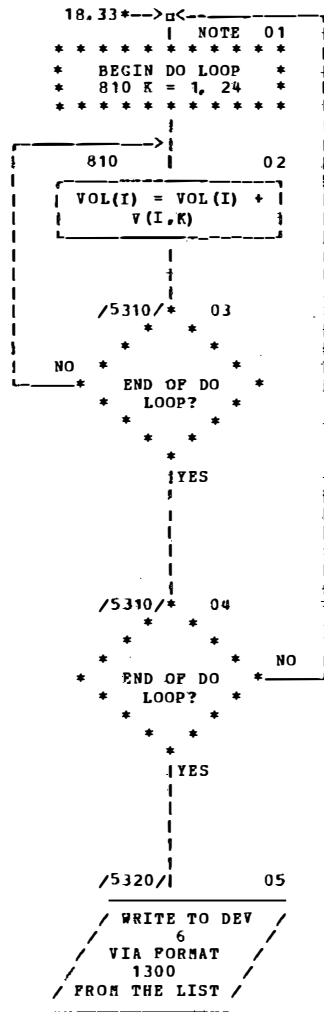 18.33*-->
NOTE 01
BEGIN DO LOOP
810 K = 1, 24
810 02
VOL(I) = VOL(I) +
V(I,K)
/5310/* 03
NO
END OF DO
LOOP?
YES
/5310/* 04
NO
END OF DO
LOOP?
YES
/5320/ 05
WRITE TO DEV
6
VIA FORMAT
1300
FROM THE LIST